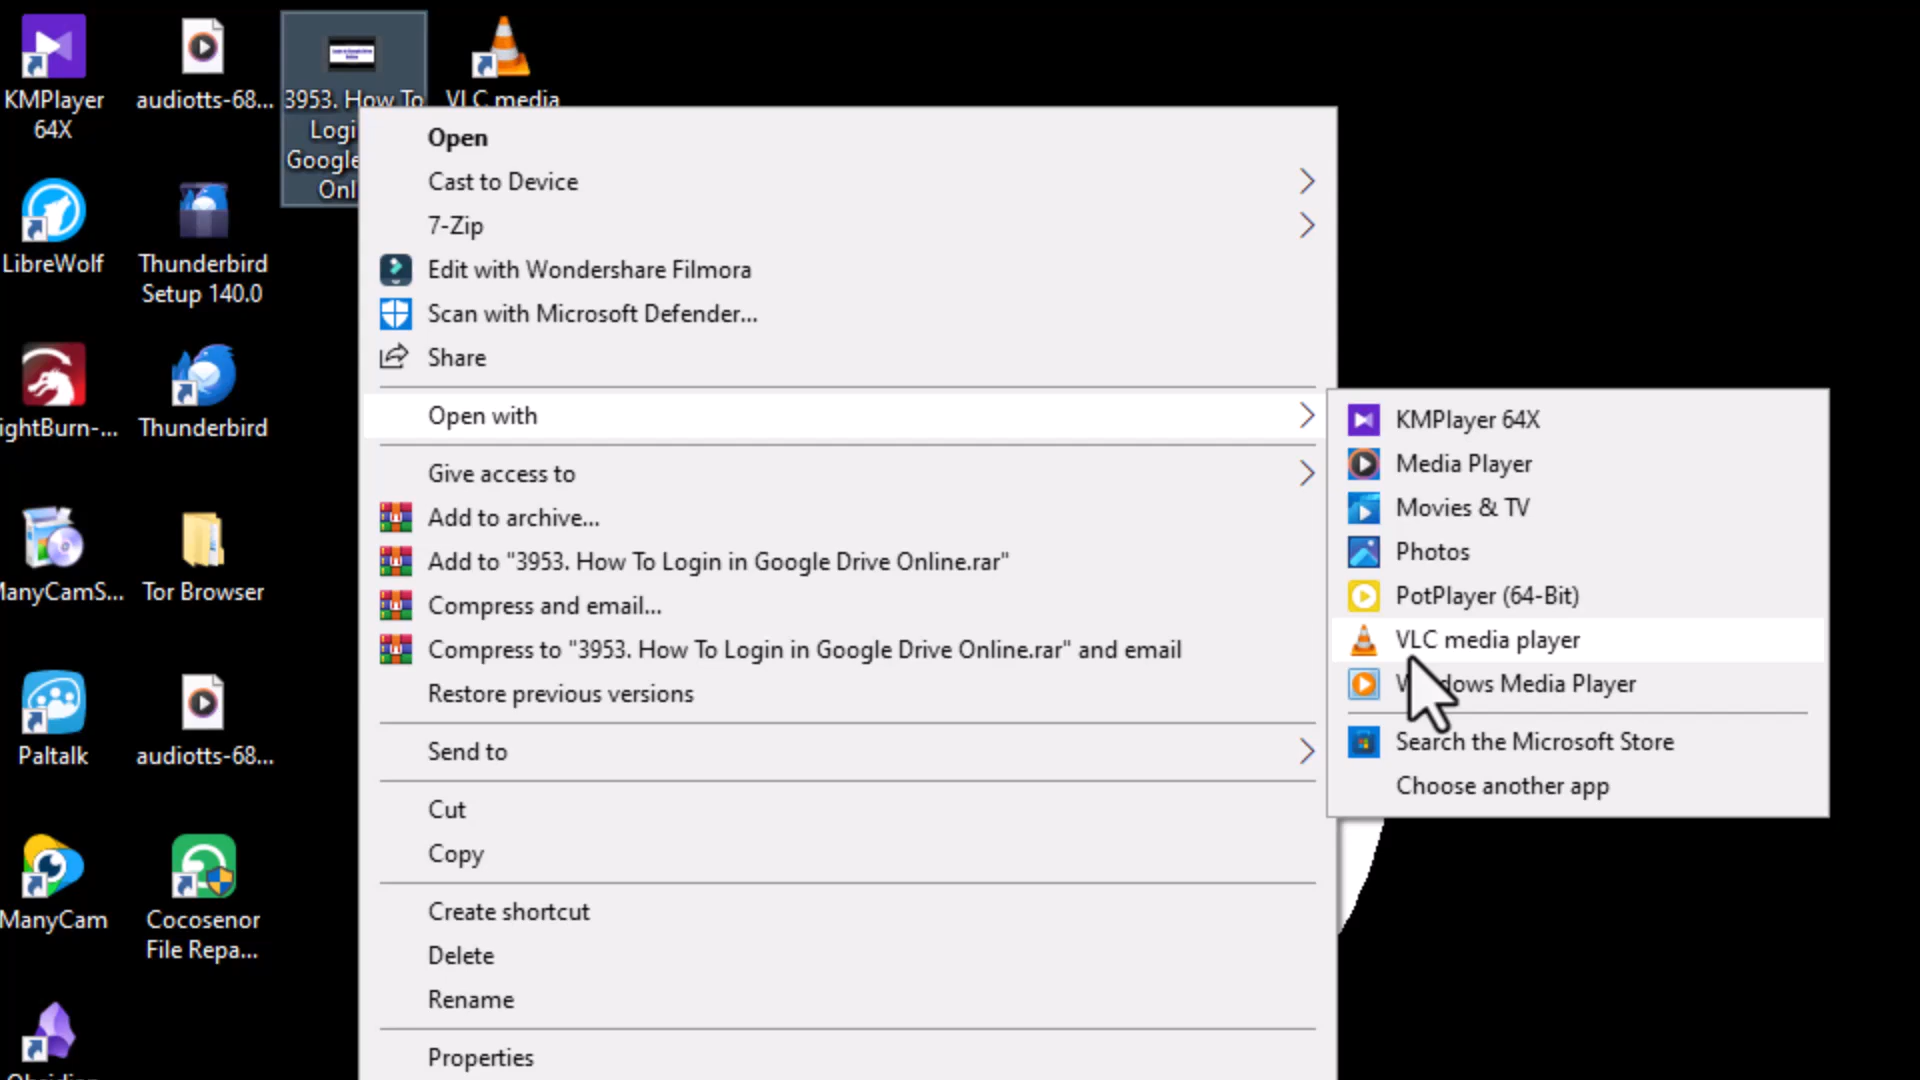 KMPlayer
64X
audiotts-68...
3953. How To
Logi
Google
Onl
VLC media
LibreWolf
Thunderbird
Setup 140.0
ightBurn-...
Thunderbird
ManyCamS...
Tor Browser
Paltalk
audiotts-68...
ManyCam
Cocosenor
File Repa...
Obsidian
Open
Cast to Device
7-Zip
Edit with Wondershare Filmora
Scan with Microsoft Defender...
Share
Open with
Give access to
Add to archive...
Add to "3953. How To Login in Google Drive Online.rar"
Compress and email...
Compress to "3953. How To Login in Google Drive Online.rar" and email
Restore previous versions
Send to
Cut
Copy
Create shortcut
Delete
Rename
Properties
KMPlayer 64X
Media Player
Movies & TV
Photos
PotPlayer (64-Bit)
VLC media player
Windows Media Player
Search the Microsoft Store
Choose another app